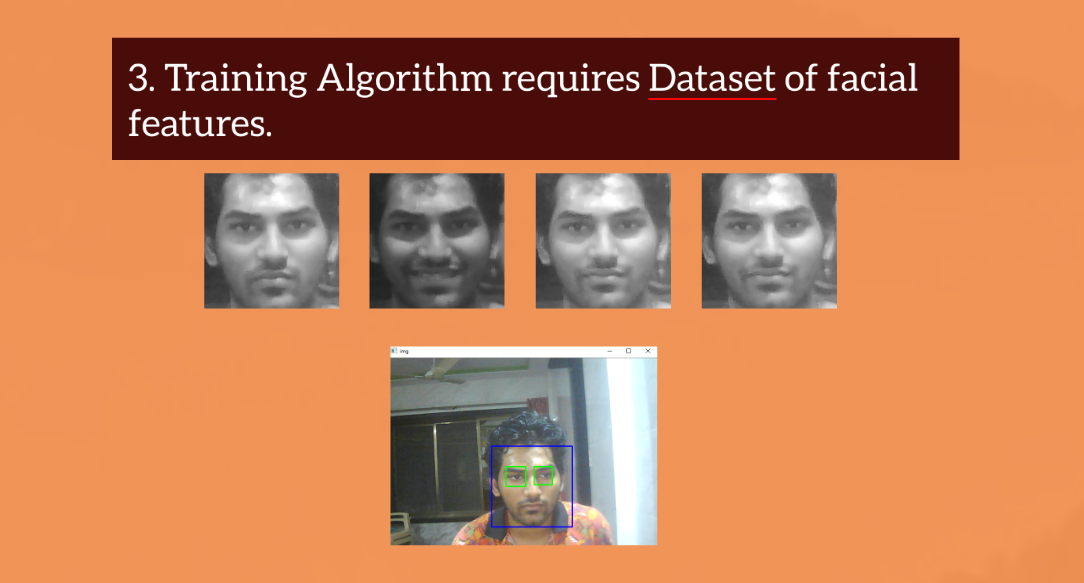 3. Training Algorithm requires Dataset of facial
features.
img